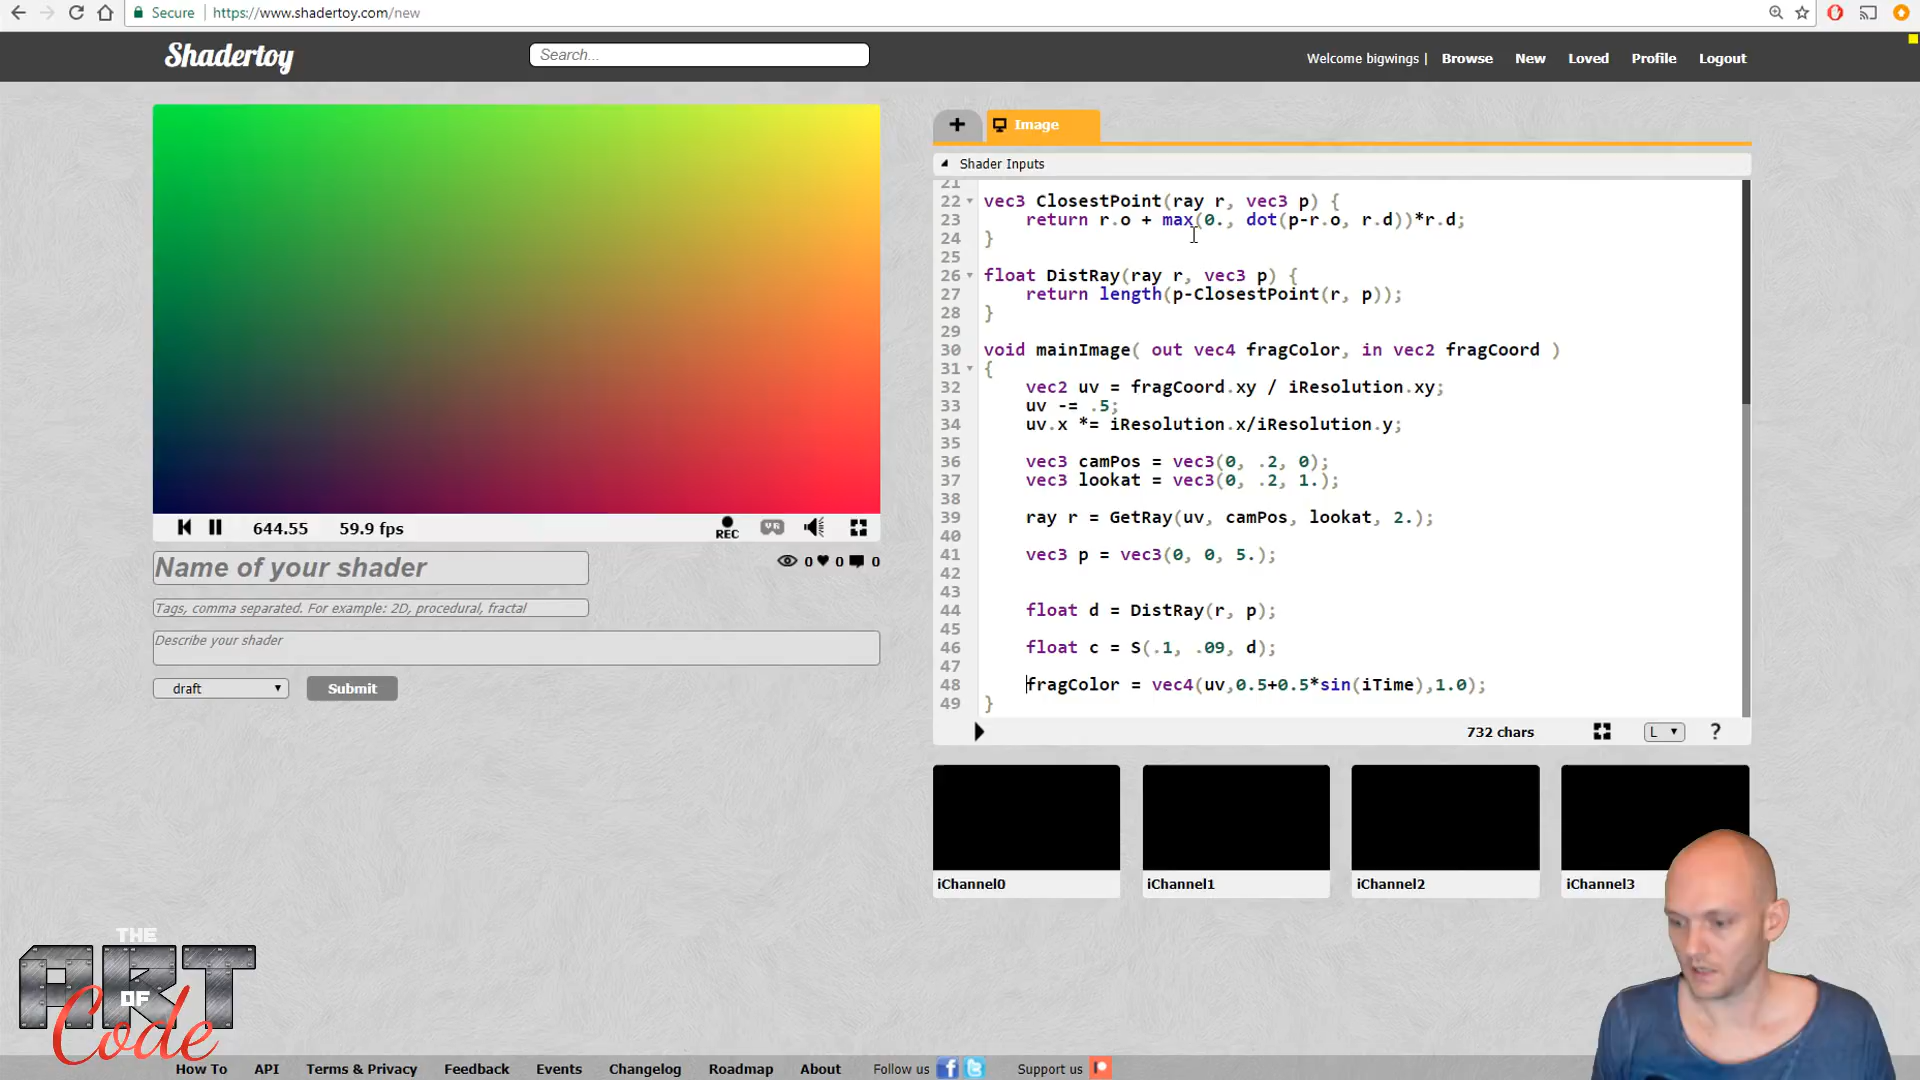 Secure https://www.shadertoy.com/new
Shadertoy
Search...
Welcome bigwings | Browse New Loved Profile Logout
644.55 59.9 fps
REC
VR
Name of your shader
0 0 0
Tags, comma separated. For example: 2D, procedural, fractal
Describe your shader
draft
Submit
+ Image
Shader Inputs
21
22 vec3 ClosestPoint(ray r, vec3 p) {
23 return r.o + max(0., dot(p-r.o, r.d))*r.d;
24 }
25
26 float DistRay(ray r, vec3 p) {
27 return length(p-ClosestPoint(r, p));
28 }
29
30 void mainImage( out vec4 fragColor, in vec2 fragCoord )
31 {
32 vec2 uv = fragCoord.xy / iResolution.xy;
33 uv -= .5;
34 uv.x *= iResolution.x/iResolution.y;
35
36 vec3 camPos = vec3(0, .2, 0);
37 vec3 lookat = vec3(0, .2, 1.);
38
39 ray r = GetRay(uv, camPos, lookat, 2.);
40
41 vec3 p = vec3(0, 0, 5.);
42
43
44 float d = DistRay(r, p);
45
46 float c = S(.1, .09, d);
47
48 fragColor = vec4(uv,0.5+0.5*sin(iTime),1.0);
49 }
732 chars
L
?
iChannel0
iChannel1
iChannel2
iChannel3
THE
ART
OF
Code
How To API Terms & Privacy Feedback Events Changelog Roadmap About Follow us Support us